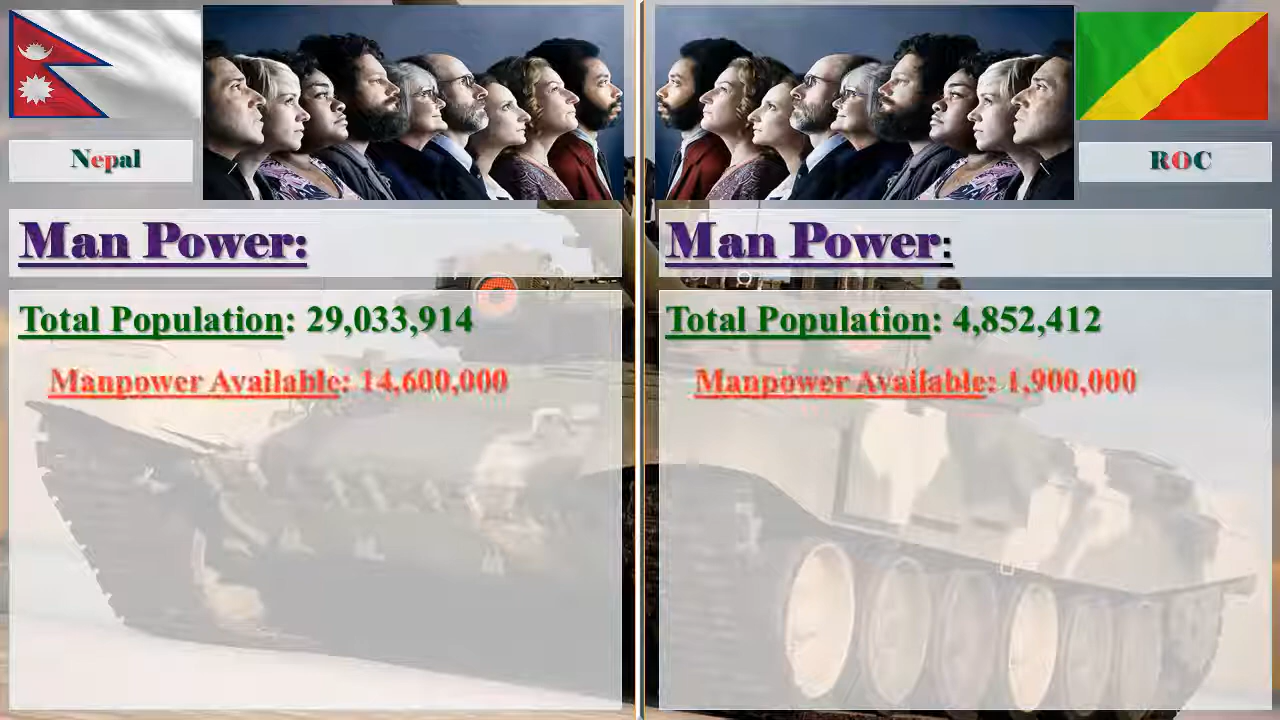 Nepal
Man Power:
Total Population: 29,033,914
Manpower Available: 14,600,000
ROC
Man Power:
Total Population: 4,852,412
Manpower Available: 1,900,000